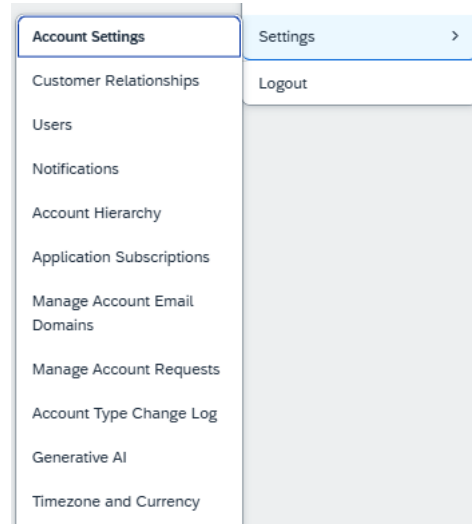 Account Settings
Customer Relationships
Users
Notifications
Account Hierarchy
Application Subscriptions
Manage Account Email
Domains
Manage Account Requests
Account Type Change Log
Generative AI
Timezone and Currency
Settings
Logout